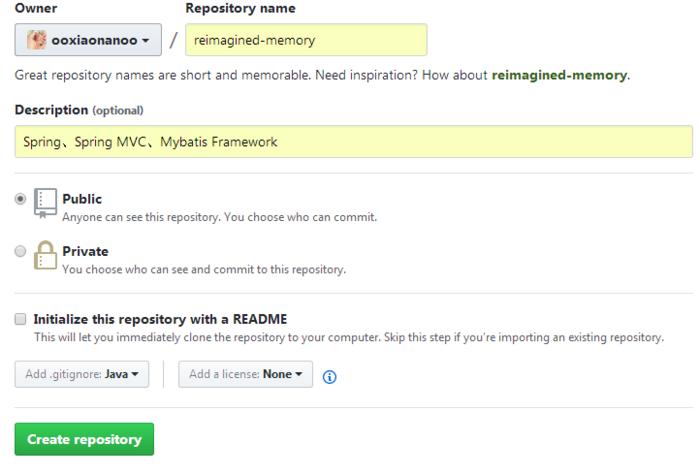 Owner
Repository name
ooxiaonanoo / reimagined-memory
Great repository names are short and memorable. Need inspiration? How about reimagined-memory.
Description (optional)
Spring、Spring MVC、Mybatis Framework
Public
Anyone can see this repository. You choose who can commit.
Private
You choose who can see and commit to this repository.
Initialize this repository with a README
This will let you immediately clone the repository to your computer. Skip this step if you're importing an existing repository.
Add .gitignore: Java
Add a license: None
Create repository